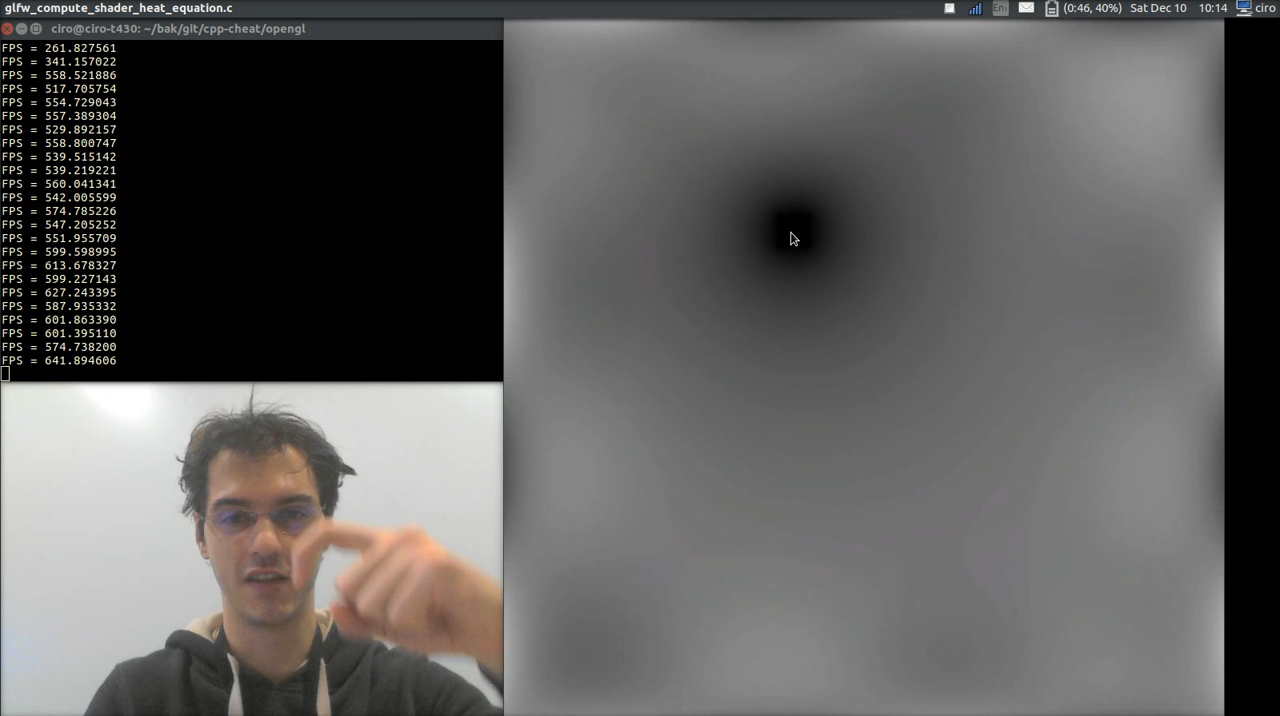 glfw_compute_shader_heat_equation.c
En
(0:46, 40%)
Sat Dec 10
10:14
ciro
ciro@ciro-t430: ~/bak/git/cpp-cheat/opengl
FPS = 261.827561
FPS = 341.157022
FPS = 558.521886
FPS = 517.705754
FPS = 554.729043
FPS = 557.389304
FPS = 529.892157
FPS = 558.800747
FPS = 539.515142
FPS = 539.219221
FPS = 560.041341
FPS = 542.005599
FPS = 574.785226
FPS = 547.205252
FPS = 551.955709
FPS = 599.598995
FPS = 613.678327
FPS = 599.227143
FPS = 627.243395
FPS = 587.935332
FPS = 601.863390
FPS = 601.395110
FPS = 574.738200
FPS = 641.894606